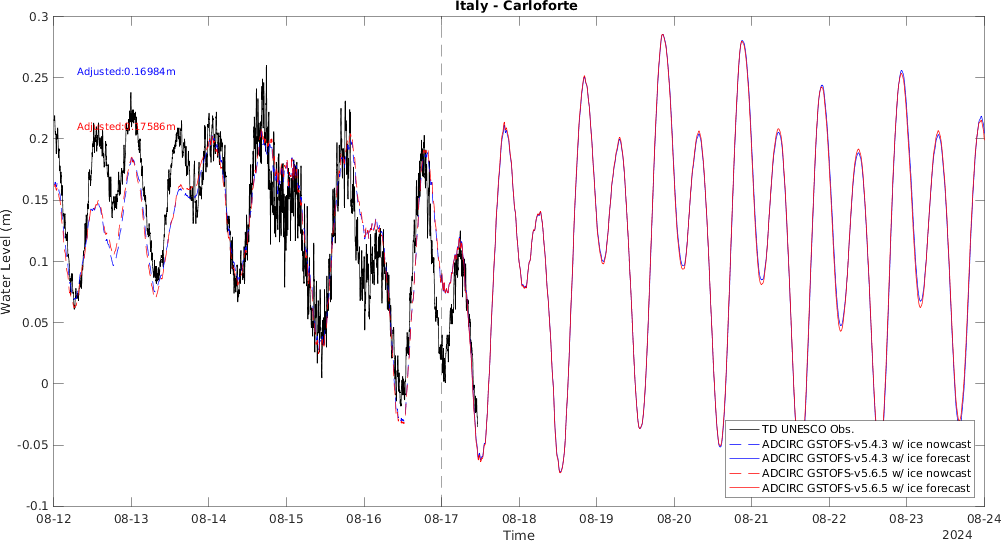 Italy - Carloforte
0.3
0.25
0.2
0.15
0.1
0.05
0
-0.05
-0.1
Water Level (m)
Adjusted:0.16984m
Adjusted:0.17586m
TD UNESCO Obs.
ADCIRC GSTOFS-v5.4.3 w/ ice nowcast
ADCIRC GSTOFS-v5.4.3 w/ ice forecast
ADCIRC GSTOFS-v5.6.5 w/ ice nowcast
ADCIRC GSTOFS-v5.6.5 w/ ice forecast
08-12 08-13 08-14 08-15 08-16 08-17 08-18 08-19 08-20 08-21 08-22 08-23 08-24
Time
2024